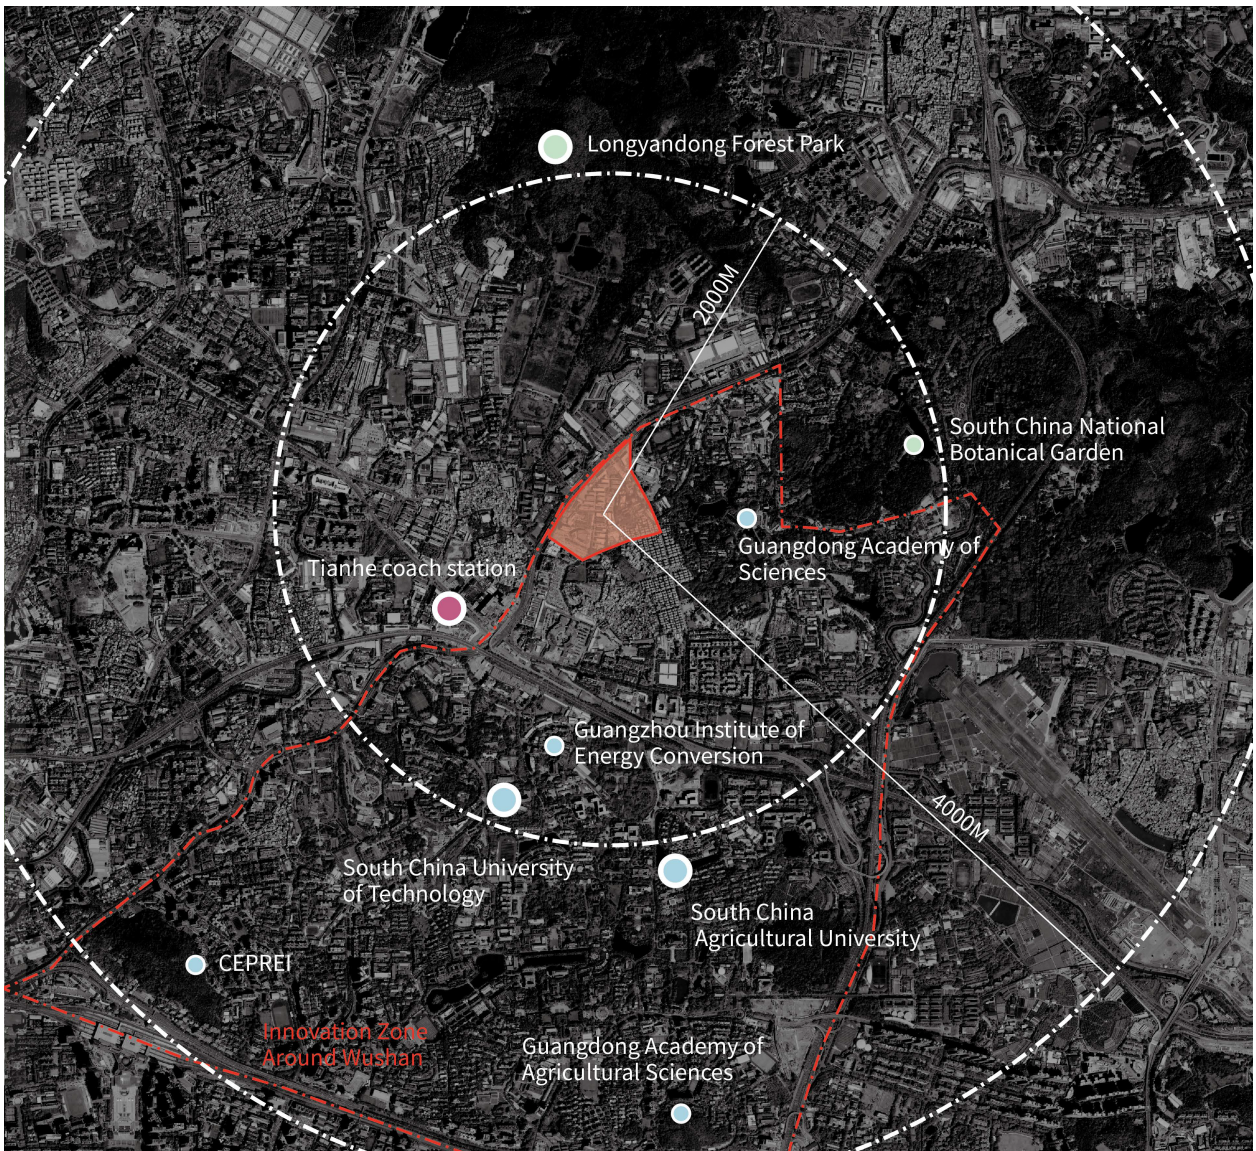 Longyandong Forest Park
2000M
South China National
Botanical Garden
Guangdong Academy of
Sciences
Tianhe coach station
Guangzhou Institute of
Energy Conversion
4000M
South China University
of Technology
South China
Agricultural University
CEPREI
Innovation Zone
Around Wushan
Guangdong Academy of
Agricultural Sciences